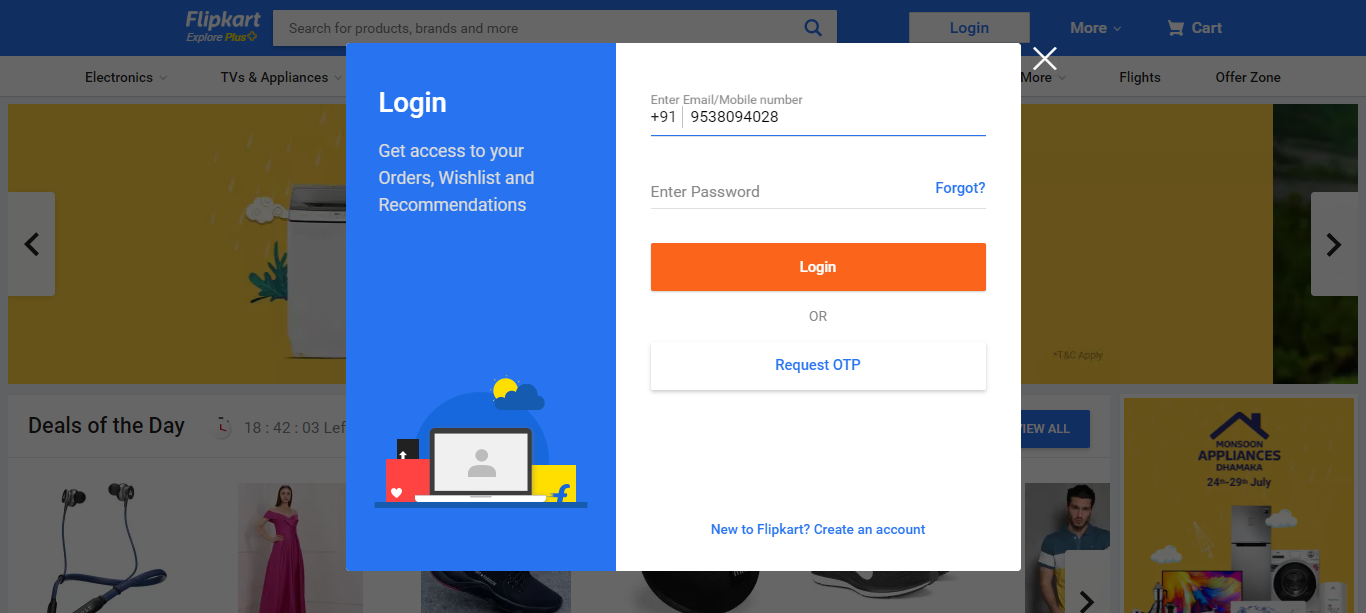 Flipkart
Explore Plus
Search for products, brands and more
Login
More
Cart
Electronics
TVs & Appliances
More
Flights
Offer Zone
Login
Get access to your
Orders, Wishlist and
Recommendations
Enter Email/Mobile number
+91 9538094028
Enter Password
Forgot?
Login
OR
Request OTP
New to Flipkart? Create an account
*T&C Apply
Deals of the Day
18 : 42 : 03 Lef
VIEW ALL
MONSOON
APPLIANCES
DHAMAKA
24th-29th July